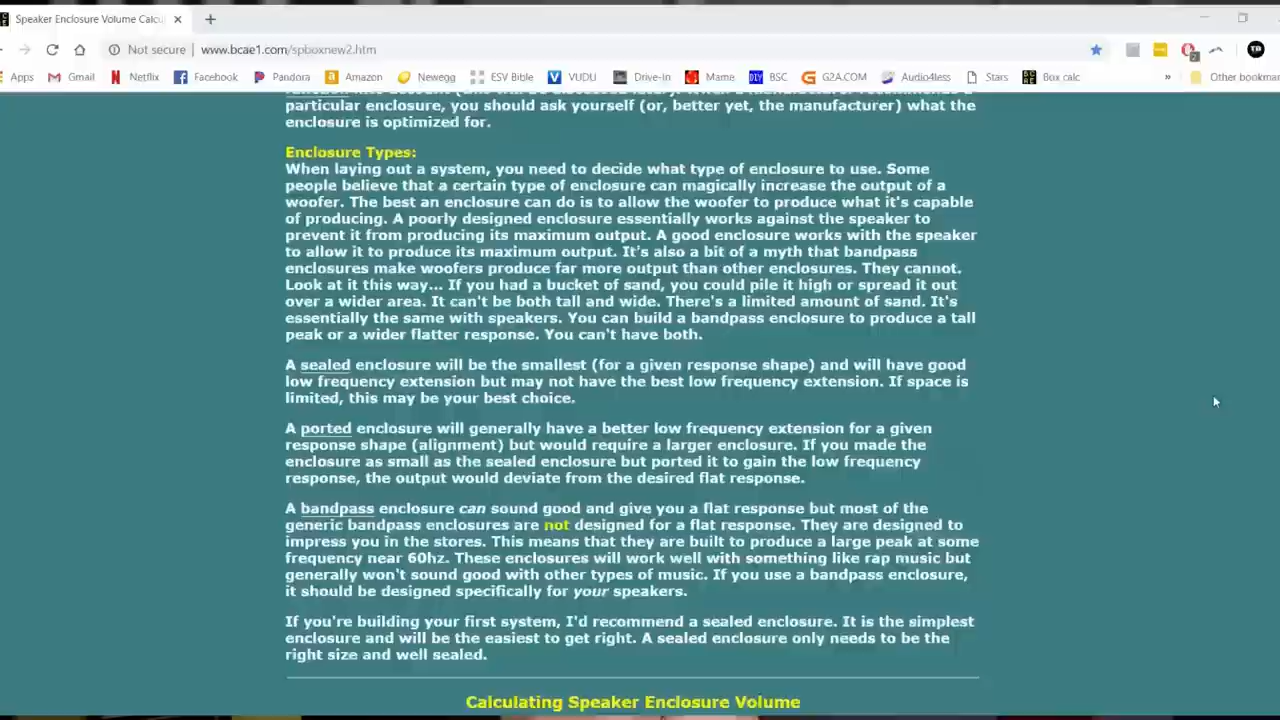 Speaker Enclosure Volume Calcu
Not secure www.bcae1.com/spboxnew2.htm
Apps Gmail Netflix Facebook Pandora Amazon Newegg ESV Bible VUDU Drive-In Mame BSC G2A.COM Audio4less Stars Box calc » Other bookmar
particular enclosure, you should ask yourself (or, better yet, the manufacturer) what the
enclosure is optimized for.
Enclosure Types:
When laying out a system, you need to decide what type of enclosure to use. Some
people believe that a certain type of enclosure can magically increase the output of a
woofer. The best an enclosure can do is to allow the woofer to produce what it's capable
of producing. A poorly designed enclosure essentially works against the speaker to
prevent it from producing its maximum output. A good enclosure works with the speaker
to allow it to produce its maximum output. It's also a bit of a myth that bandpass
enclosures make woofers produce far more output than other enclosures. They cannot.
Look at it this way... If you had a bucket of sand, you could pile it high or spread it out
over a wider area. It can't be both tall and wide. There's a limited amount of sand. It's
essentially the same with speakers. You can build a bandpass enclosure to produce a tall
peak or a wider flatter response. You can't have both.
A sealed enclosure will be the smallest (for a given response shape) and will have good
low frequency extension but may not have the best low frequency extension. If space is
limited, this may be your best choice.
A ported enclosure will generally have a better low frequency extension for a given
response shape (alignment) but would require a larger enclosure. If you made the
enclosure as small as the sealed enclosure but ported it to gain the low frequency
response, the output would deviate from the desired flat response.
A bandpass enclosure can sound good and give you a flat response but most of the
generic bandpass enclosures are not designed for a flat response. They are designed to
impress you in the stores. This means that they are built to produce a large peak at some
frequency near 60hz. These enclosures will work well with something like rap music but
generally won't sound good with other types of music. If you use a bandpass enclosure,
it should be designed specifically for your speakers.
If you're building your first system, I'd recommend a sealed enclosure. It is the simplest
enclosure and will be the easiest to get right. A sealed enclosure only needs to be the
right size and well sealed.
Calculating Speaker Enclosure Volume